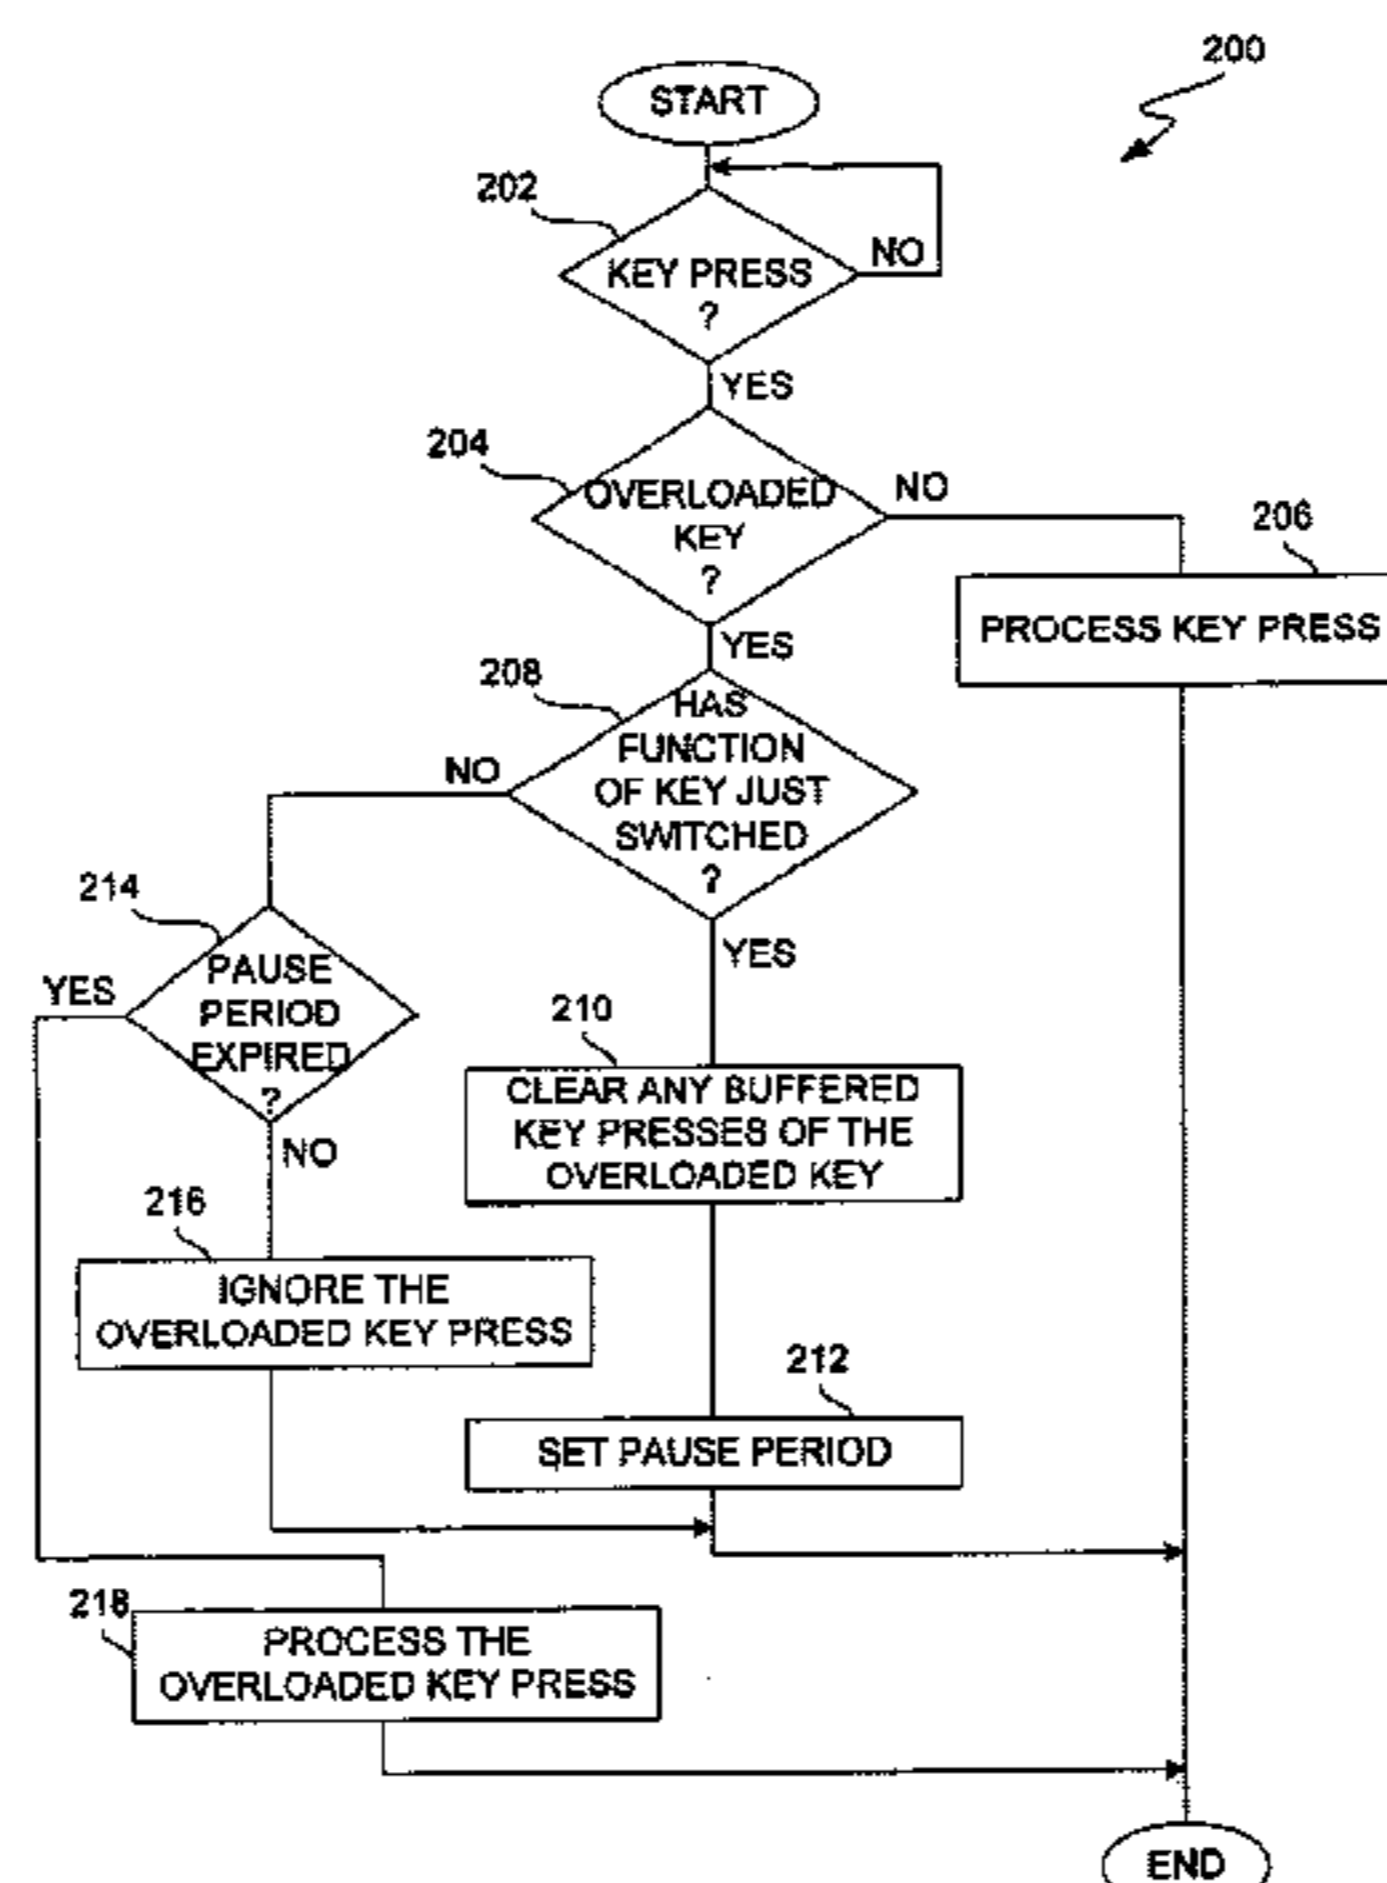 200
START
202
KEY PRESS
?
NO
YES
204
OVERLOADED
KEY
?
NO
206
PROCESS KEY PRESS
YES
208
HAS
FUNCTION
OF KEY JUST
SWITCHED
?
NO
YES
214
PAUSE
PERIOD
EXPIRED
?
YES
NO
210
CLEAR ANY BUFFERED
KEY PRESSES OF THE
OVERLOADED KEY
216
IGNORE THE
OVERLOADED KEY PRESS
212
SET PAUSE PERIOD
218
PROCESS THE
OVERLOADED KEY PRESS
END